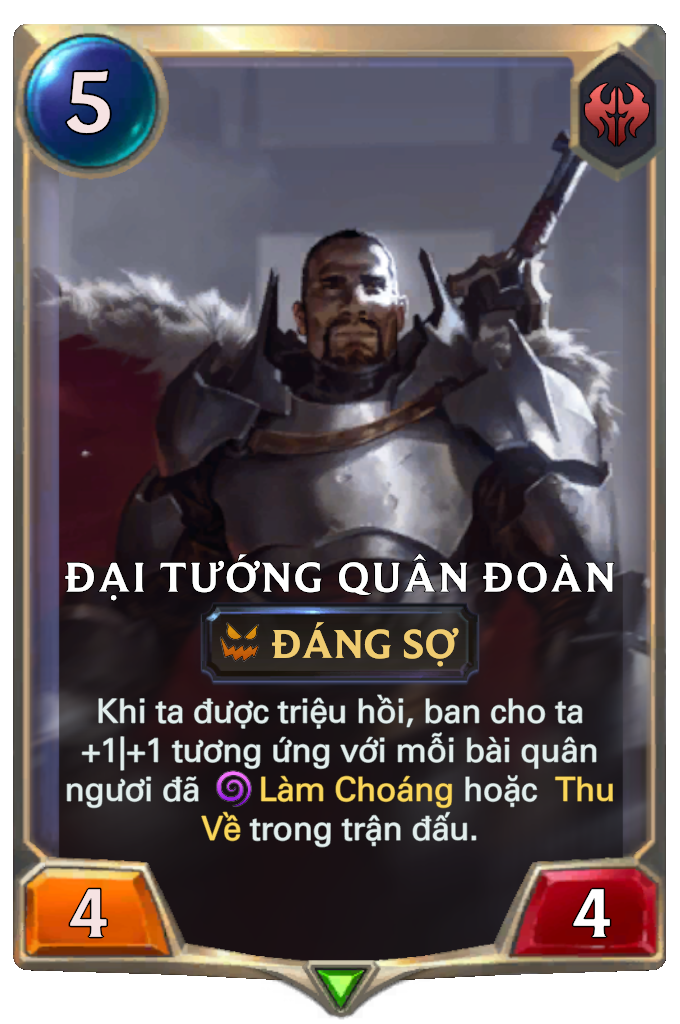 5
ĐẠI TƯỚNG QUÂN ĐOÀN
ĐÁNG SỢ
Khi ta được triệu hồi, ban cho ta
+1|+1 tương ứng với mỗi bài quân
ngươi đã Làm Choáng hoặc Thu
Về trong trận đấu.
4
4